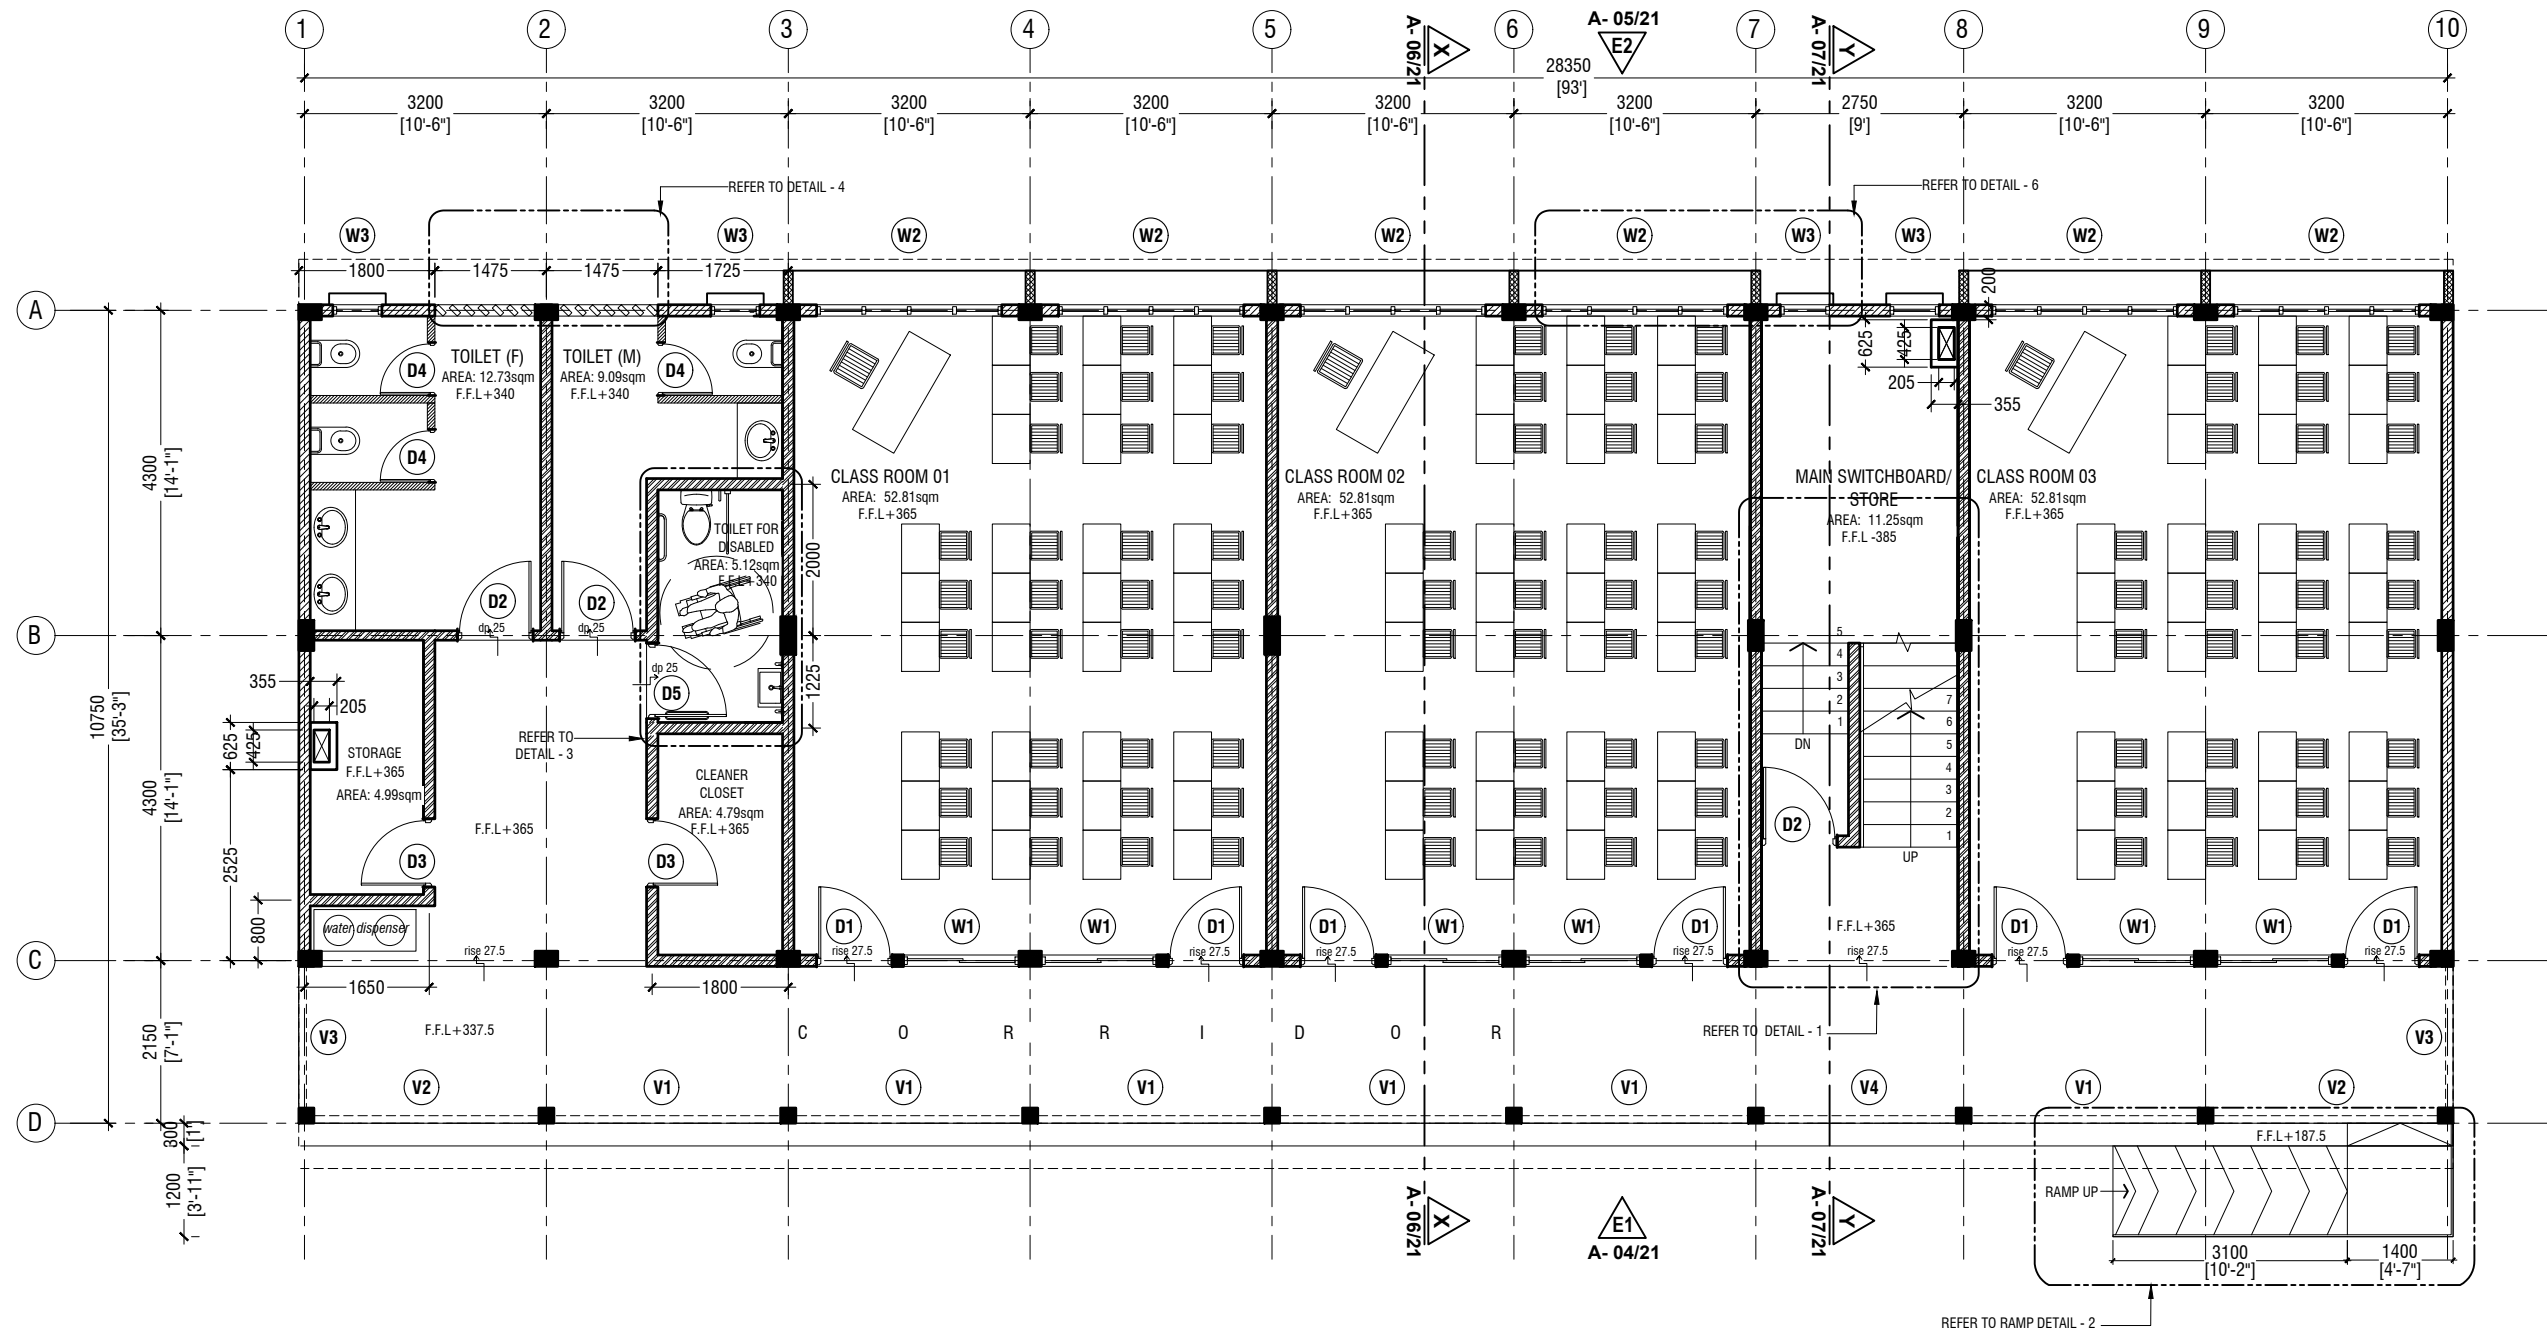 1 2 3 4 5 6 7 8 9 10
A- 06/21 X
A- 05/21
E2
A- 07/21 Y
28350
[93']
3200 3200 3200 3200 3200 3200 2750 3200 3200
[10'-6"] [10'-6"] [10'-6"] [10'-6"] [10'-6"] [10'-6"] [9'] [10'-6"] [10'-6"]
REFER TO DETAIL - 4
REFER TO DETAIL - 6
W3 W3 W2 W2 W2 W2 W3 W3 W2 W2
1800 1475 1475 1725
200
A
B
C
D
4300
[14'-1"]
4300
[14'-1"]
10750
[35'-3"]
2150
[7'-1"]
300
[1']
1200
[3'-11"]
TOILET (F)
AREA: 12.73sqm
F.F.L+340
D4
D4
TOILET (M)
AREA: 9.09sqm
F.F.L+340
D4
D2
dp 25
D2
dp 25
TOILET FOR
DISABLED
AREA: 5.12sqm
F.F.L+340
2000
1225
dp 25
D5
REFER TO
DETAIL - 3
355
205
625
425
2525
800
STORAGE
F.F.L+365
AREA: 4.99sqm
D3
F.F.L+365
CLEANER
CLOSET
AREA: 4.79sqm
F.F.L+365
D3
water dispenser
rise 27.5
1650
1800
CLASS ROOM 01
AREA: 52.81sqm
F.F.L+365
D1 W1 W1 D1
rise 27.5 rise 27.5
CLASS ROOM 02
AREA: 52.81sqm
F.F.L+365
D1 W1 W1 D1
rise 27.5 rise 27.5
625
425
205
355
MAIN SWITCHBOARD/
STORE
AREA: 11.25sqm
F.F.L -385
5
4
3
2
1
DN
7
6
5
4
3
2
1
UP
D2
F.F.L+365
rise 27.5
CLASS ROOM 03
AREA: 52.81sqm
F.F.L+365
D1 W1 W1 D1
rise 27.5 rise 27.5
V3
F.F.L+337.5
C O R R I D O R
REFER TO DETAIL - 1
V3
V2 V1 V1 V1 V1 V1 V4 V1 V2
F.F.L+187.5
RAMP UP
A- 06/21 X
E1
A- 04/21
A- 07/21 Y
3100
[10'-2"]
1400
[4'-7"]
REFER TO RAMP DETAIL - 2